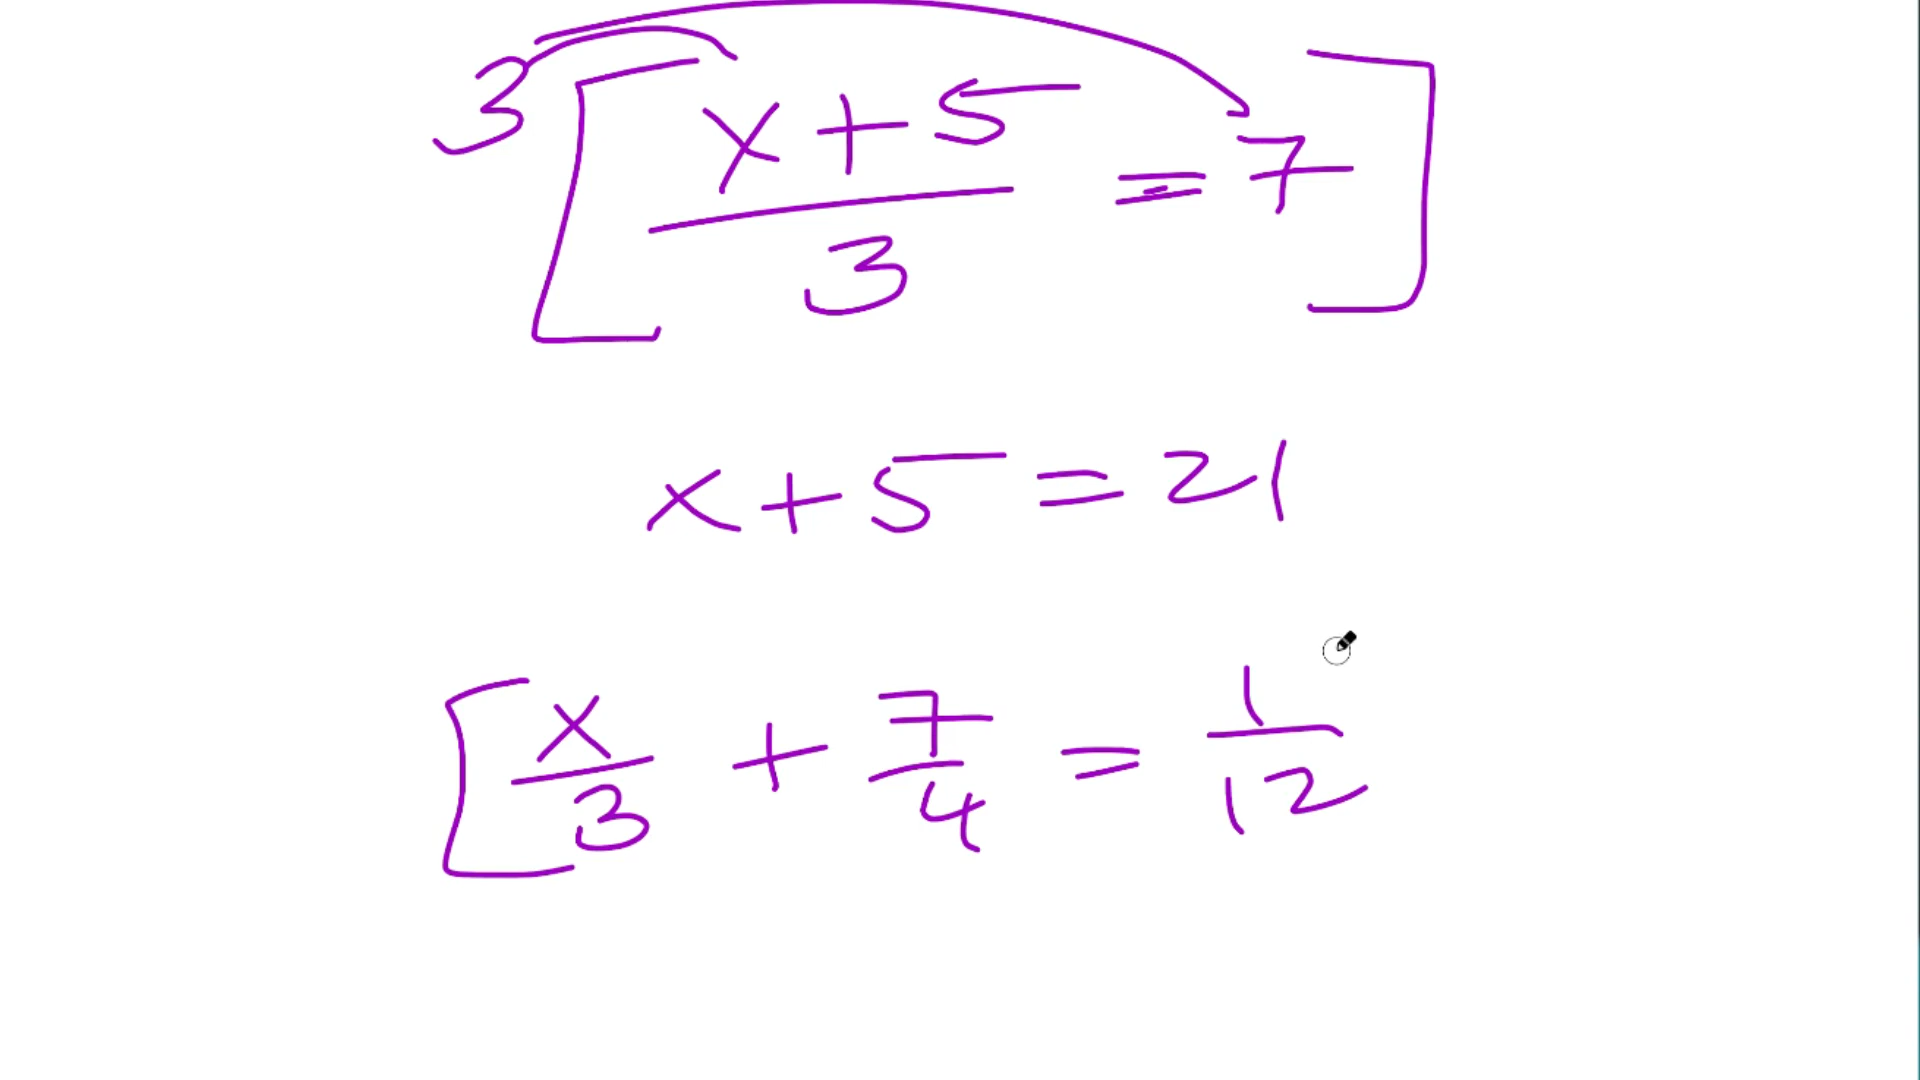 3[(x+5)/3 = 7]
x+5=21
[x/3 + 7/4 = 1/12